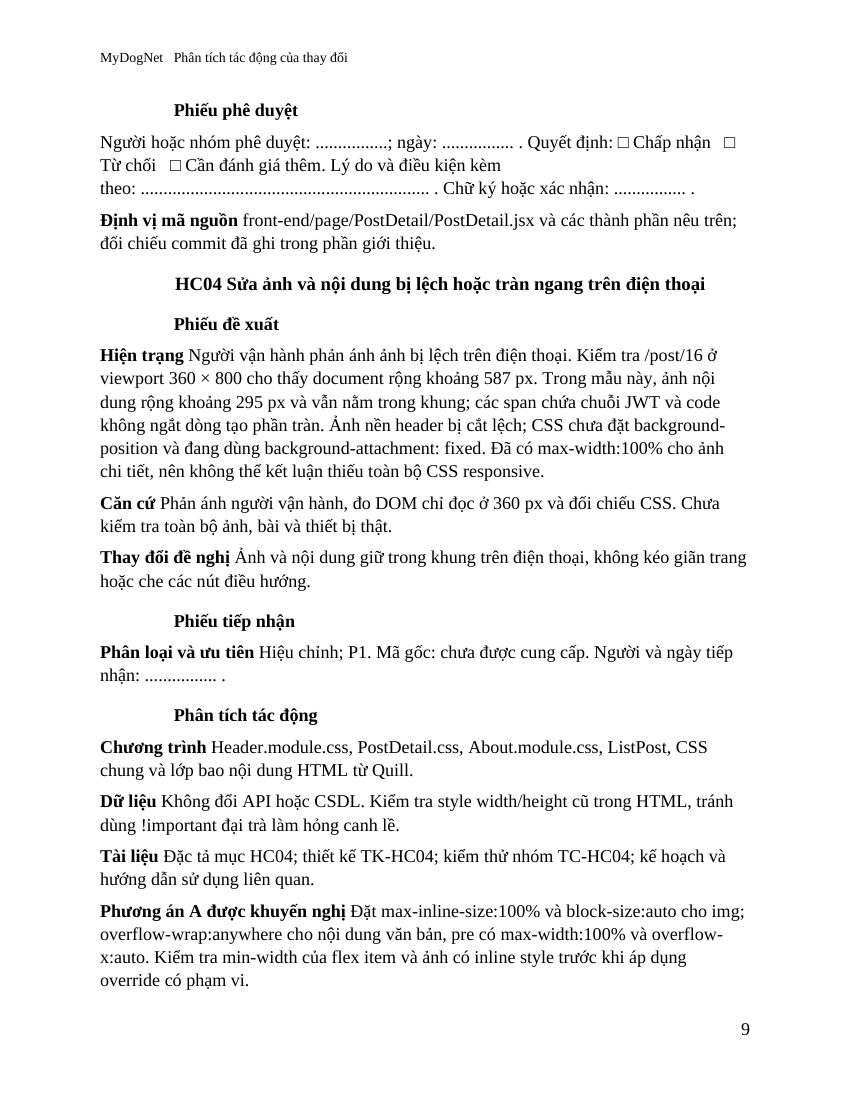 MyDogNet Phân tích tác động của thay đổi
Phiếu phê duyệt
Người hoặc nhóm phê duyệt: ................; ngày: ................ . Quyết định: □ Chấp nhận □
Từ chối □ Cần đánh giá thêm. Lý do và điều kiện kèm
theo: ................................................................ . Chữ ký hoặc xác nhận: ................ .
Định vị mã nguồn front-end/page/PostDetail/PostDetail.jsx và các thành phần nêu trên;
đối chiếu commit đã ghi trong phần giới thiệu.
HC04 Sửa ảnh và nội dung bị lệch hoặc tràn ngang trên điện thoại
Phiếu đề xuất
Hiện trạng Người vận hành phản ánh ảnh bị lệch trên điện thoại. Kiểm tra /post/16 ở
viewport 360 × 800 cho thấy document rộng khoảng 587 px. Trong mẫu này, ảnh nội
dung rộng khoảng 295 px và vẫn nằm trong khung; các span chứa chuỗi JWT và code
không ngắt dòng tạo phần tràn. Ảnh nền header bị cắt lệch; CSS chưa đặt background-
position và đang dùng background-attachment: fixed. Đã có max-width:100% cho ảnh
chi tiết, nên không thể kết luận thiếu toàn bộ CSS responsive.
Căn cứ Phản ánh người vận hành, đo DOM chỉ đọc ở 360 px và đối chiếu CSS. Chưa
kiểm tra toàn bộ ảnh, bài và thiết bị thật.
Thay đổi đề nghị Ảnh và nội dung giữ trong khung trên điện thoại, không kéo giãn trang
hoặc che các nút điều hướng.
Phiếu tiếp nhận
Phân loại và ưu tiên Hiệu chỉnh; P1. Mã gốc: chưa được cung cấp. Người và ngày tiếp
nhận: ................ .
Phân tích tác động
Chương trình Header.module.css, PostDetail.css, About.module.css, ListPost, CSS
chung và lớp bao nội dung HTML từ Quill.
Dữ liệu Không đổi API hoặc CSDL. Kiểm tra style width/height cũ trong HTML, tránh
dùng !important đại trà làm hỏng canh lề.
Tài liệu Đặc tả mục HC04; thiết kế TK-HC04; kiểm thử nhóm TC-HC04; kế hoạch và
hướng dẫn sử dụng liên quan.
Phương án A được khuyến nghị Đặt max-inline-size:100% và block-size:auto cho img;
overflow-wrap:anywhere cho nội dung văn bản, pre có max-width:100% và overflow-
x:auto. Kiểm tra min-width của flex item và ảnh có inline style trước khi áp dụng
override có phạm vi.
9